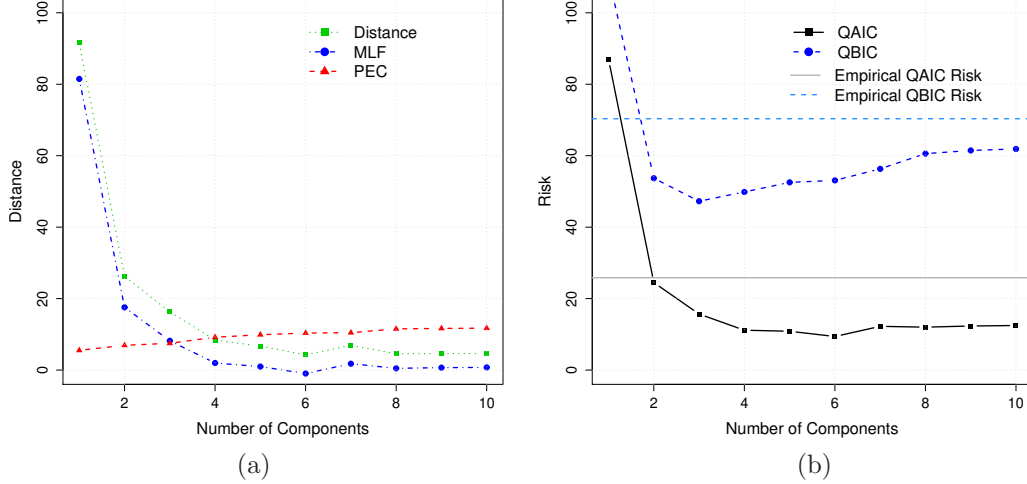 100
80
60
40
20
0
Distance
Distance
MLF
PEC
2
4
6
8
10
Number of Components
(a)
100
80
60
40
20
0
Risk
QAIC
QBIC
Empirical QAIC Risk
Empirical QBIC Risk
2
4
6
8
10
Number of Components
(b)